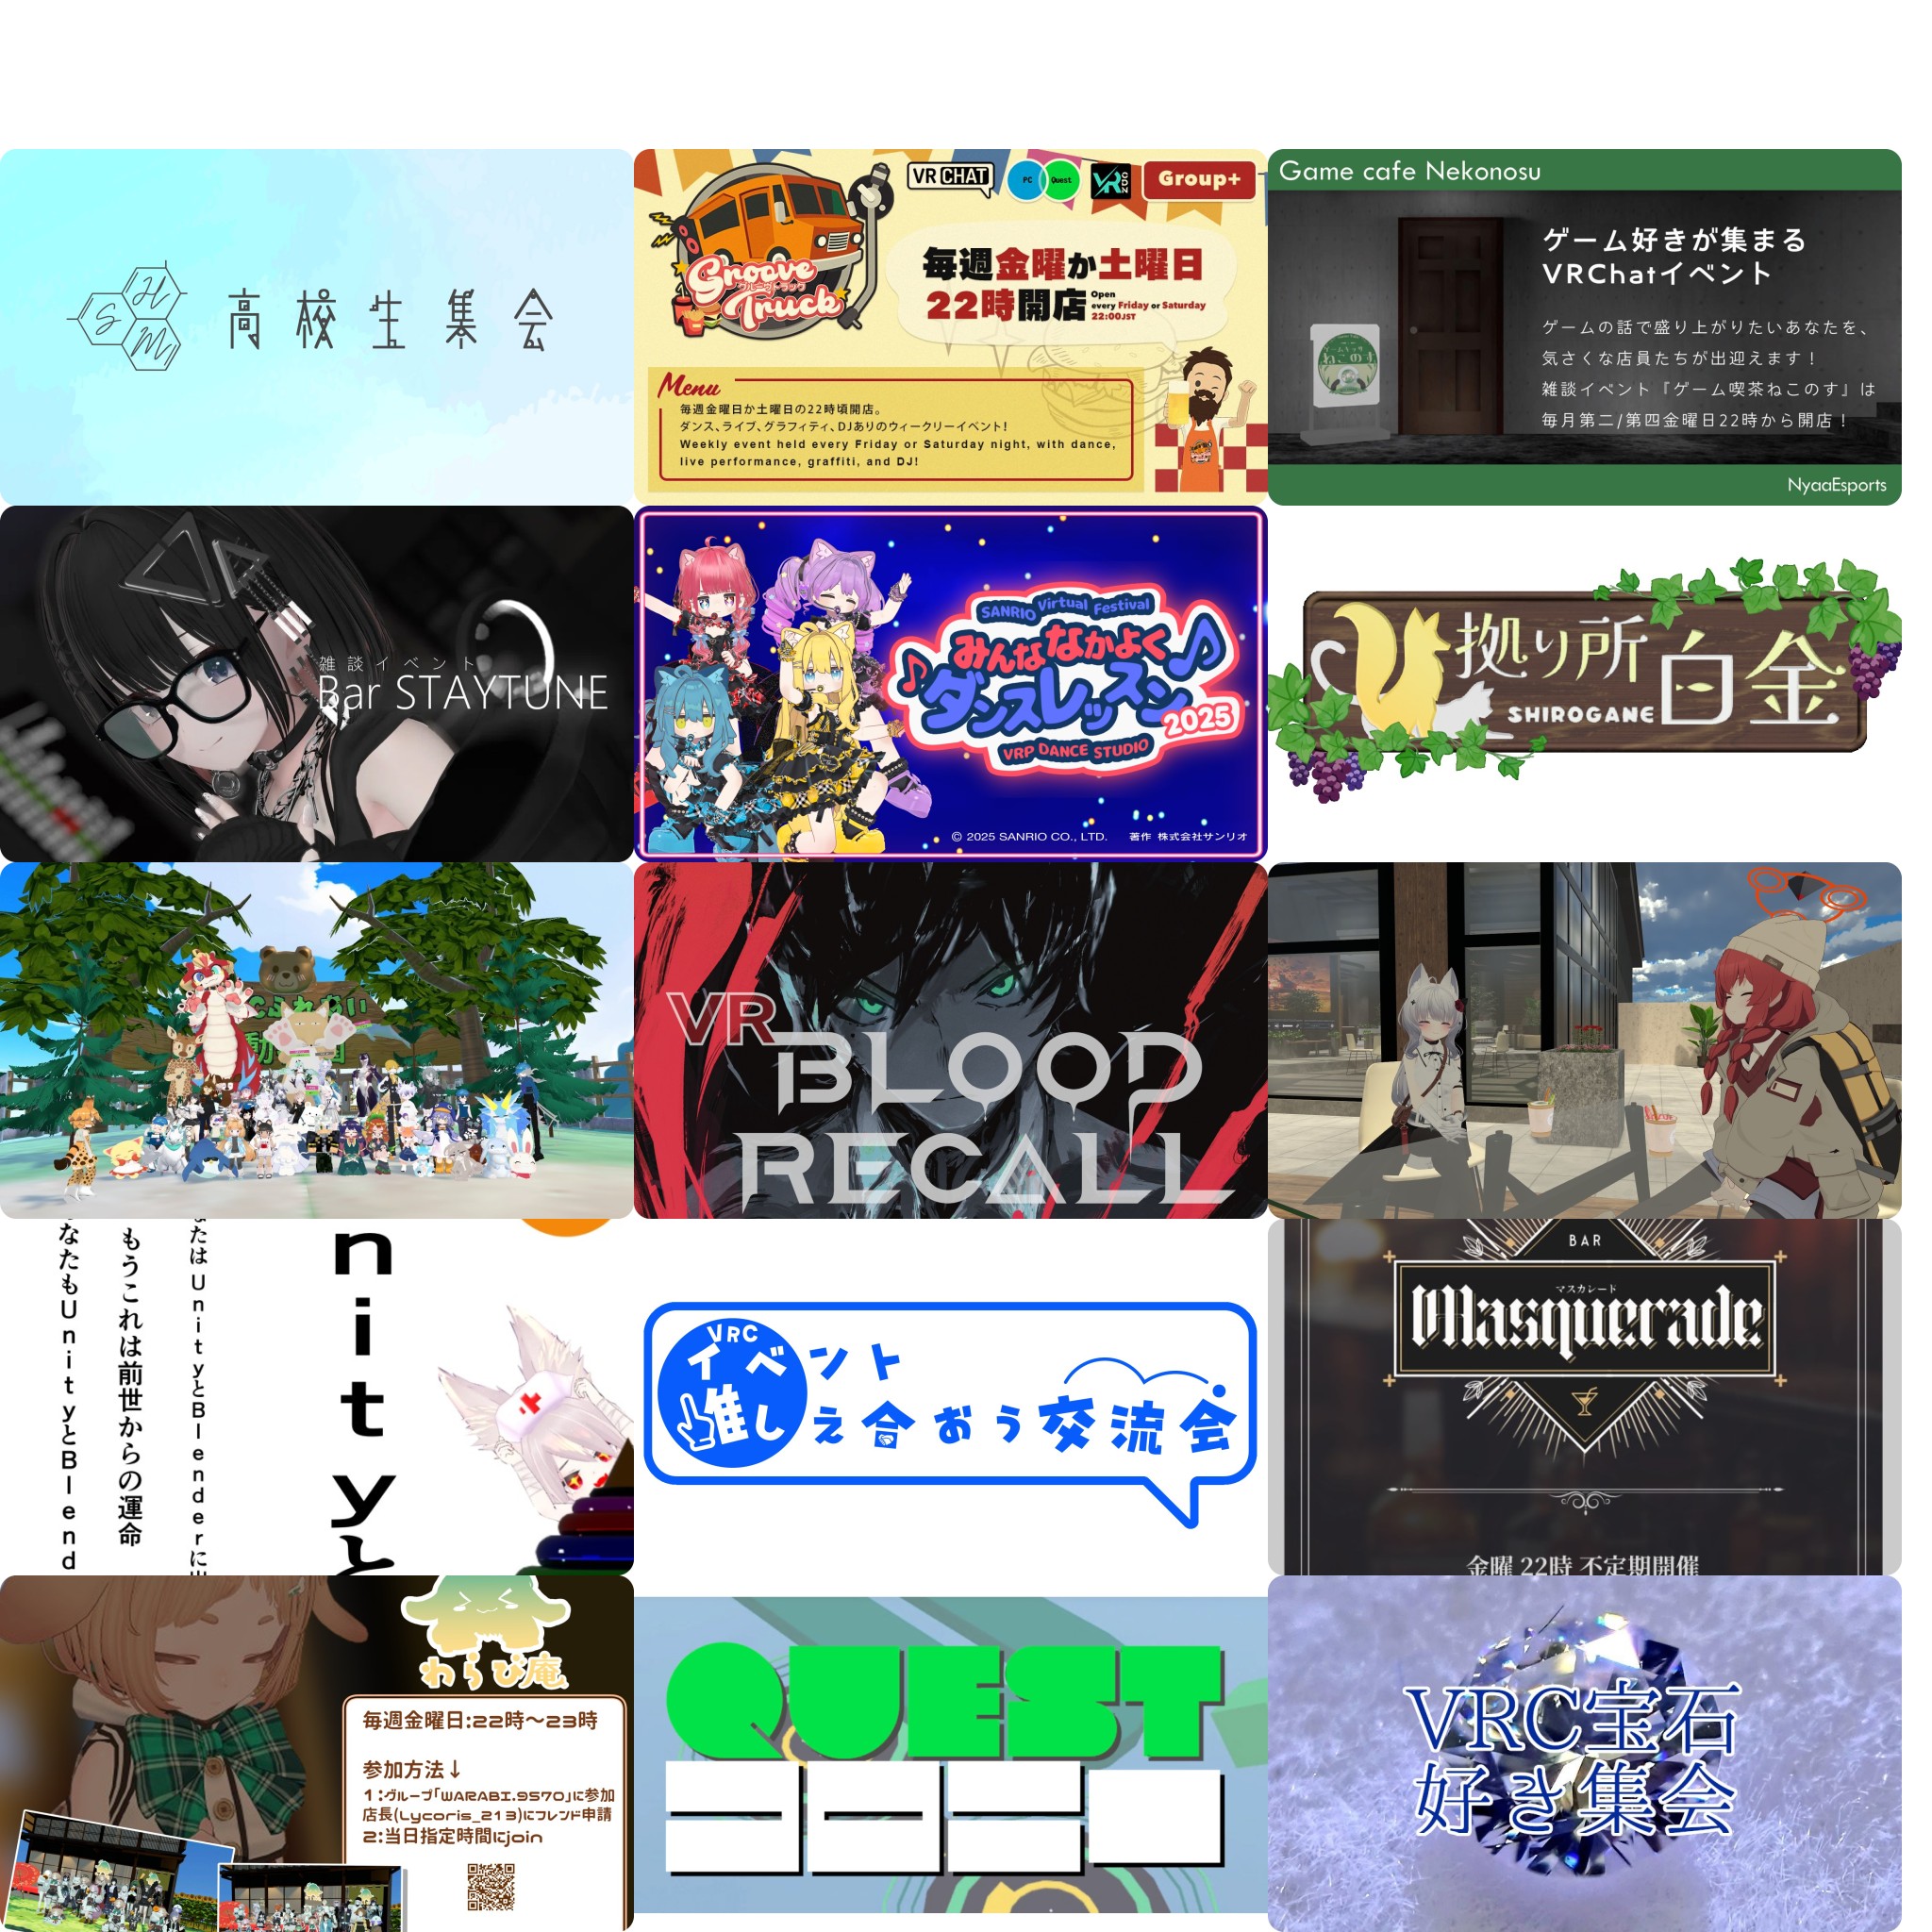 HSM
高校生集会
VRCHAT
PC
Quest
Group+
Groove
グルーヴトラック
Truck
毎週金曜か土曜日
22時開店
Open
every Friday or Saturday
22:00JST
Menu
毎週金曜日か土曜日の22時頃開店。
ダンス、ライブ、グラフィティ、DJありのウィークリーイベント!
Weekly event held every Friday or Saturday night, with dance,
live performance, graffiti, and DJ!
Game cafe Nekonosu
ゲーム好きが集まる
VRChatイベント
ゲームの話で盛り上がりたいあなたを、
気さくな店員たちが出迎えます!
雑談イベント『ゲーム喫茶ねこのす』は
毎月第二/第四金曜日22時から開店!
ねこのす
NyaaEsports
雑談イベント
Bar STAYTUNE
SANRIO Virtual Festival
みんななかよく
ダンスレッスン
2025
VRP DANCE STUDIO
© 2025 SANRIO CO., LTD. 著作 株式会社サンリオ
拠り所 白金
SHIROGANE
VR
BLOOD
RECALL
nityと
たは UnityとBlenderに
もうこれは前世からの運命
なたもUnityとBlend
VRC
イベント
推し え合おう交流会
BAR
マスカレード
Masquerade
金曜 22時 不定期開催
わらび庵
毎週金曜日:22時~23時
参加方法↓
1:グループ「WARABI.9570」に参加
店長(Lycoris_213)にフレンド申請
2:当日指定時間にjoin
QUEST
コロニー
VRC宝石
好き集会